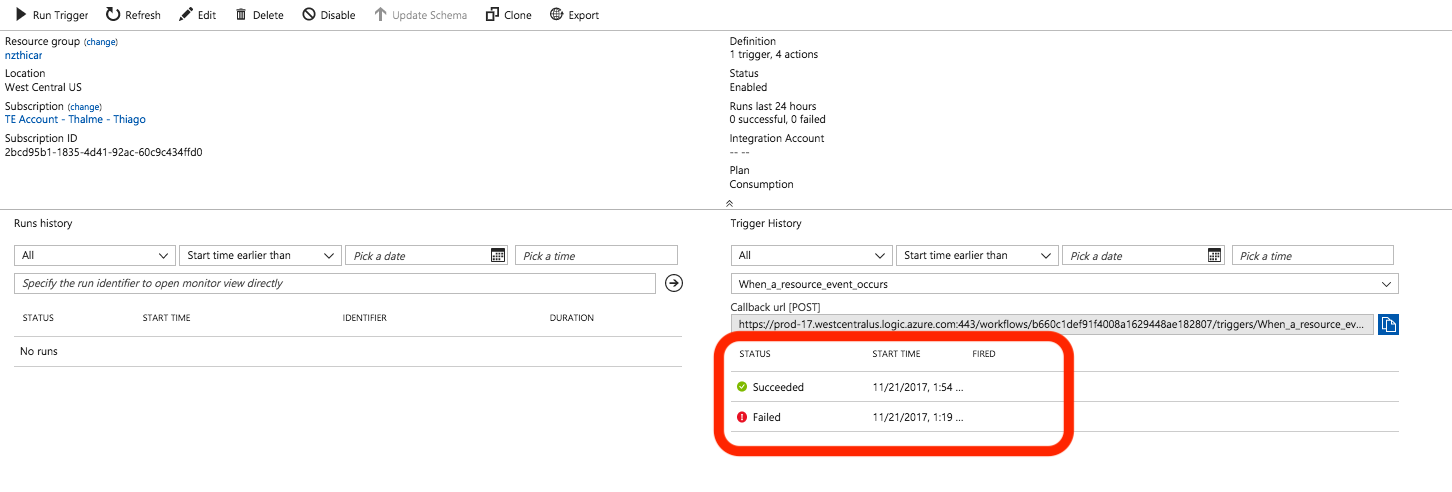 Run Trigger Refresh Edit Delete Disable Update Schema Clone Export
Resource group (change)
nzthicar
Location
West Central US
Subscription (change)
TE Account - Thalme - Thiago
Subscription ID
2bcd95b1-1835-4d41-92ac-60c9c434ffd0
Definition
1 trigger, 4 actions
Status
Enabled
Runs last 24 hours
0 successful, 0 failed
Integration Account
-- --
Plan
Consumption
Runs history
All Start time earlier than Pick a date Pick a time
Specify the run identifier to open monitor view directly
STATUS START TIME IDENTIFIER DURATION
No runs
Trigger History
All Start time earlier than Pick a date Pick a time
When_a_resource_event_occurs
Callback url [POST]
https://prod-17.westcentralus.logic.azure.com:443/workflows/b660c1def91f4008a1629448ae182807/triggers/When_a_resource_ev...
STATUS START TIME FIRED
Succeeded 11/21/2017, 1:54 ...
Failed 11/21/2017, 1:19 ...